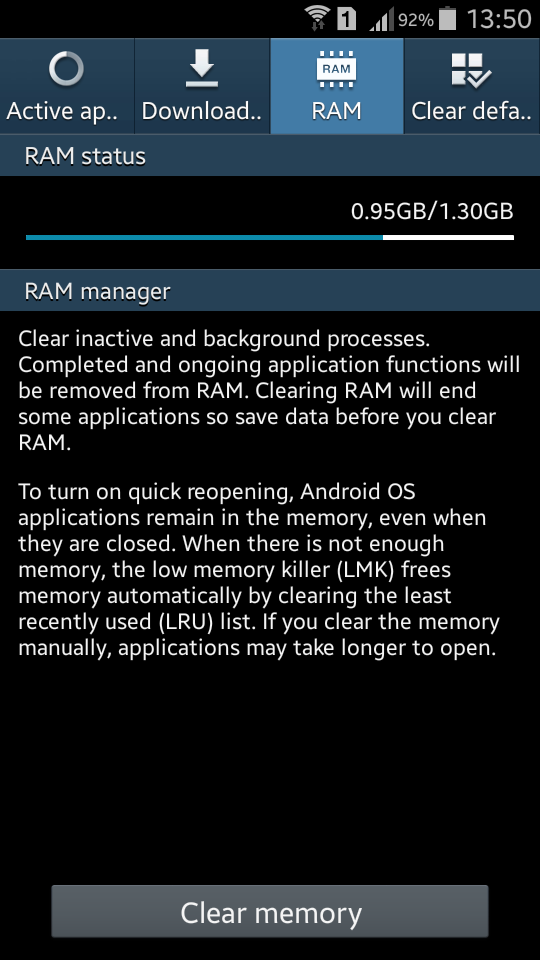 1 92% 13:50
Active ap.. Download.. RAM Clear defa..
RAM
RAM status
0.95GB/1.30GB
RAM manager
Clear inactive and background processes.
Completed and ongoing application functions will
be removed from RAM. Clearing RAM will end
some applications so save data before you clear
RAM.
To turn on quick reopening, Android OS
applications remain in the memory, even when
they are closed. When there is not enough
memory, the low memory killer (LMK) frees
memory automatically by clearing the least
recently used (LRU) list. If you clear the memory
manually, applications may take longer to open.
Clear memory